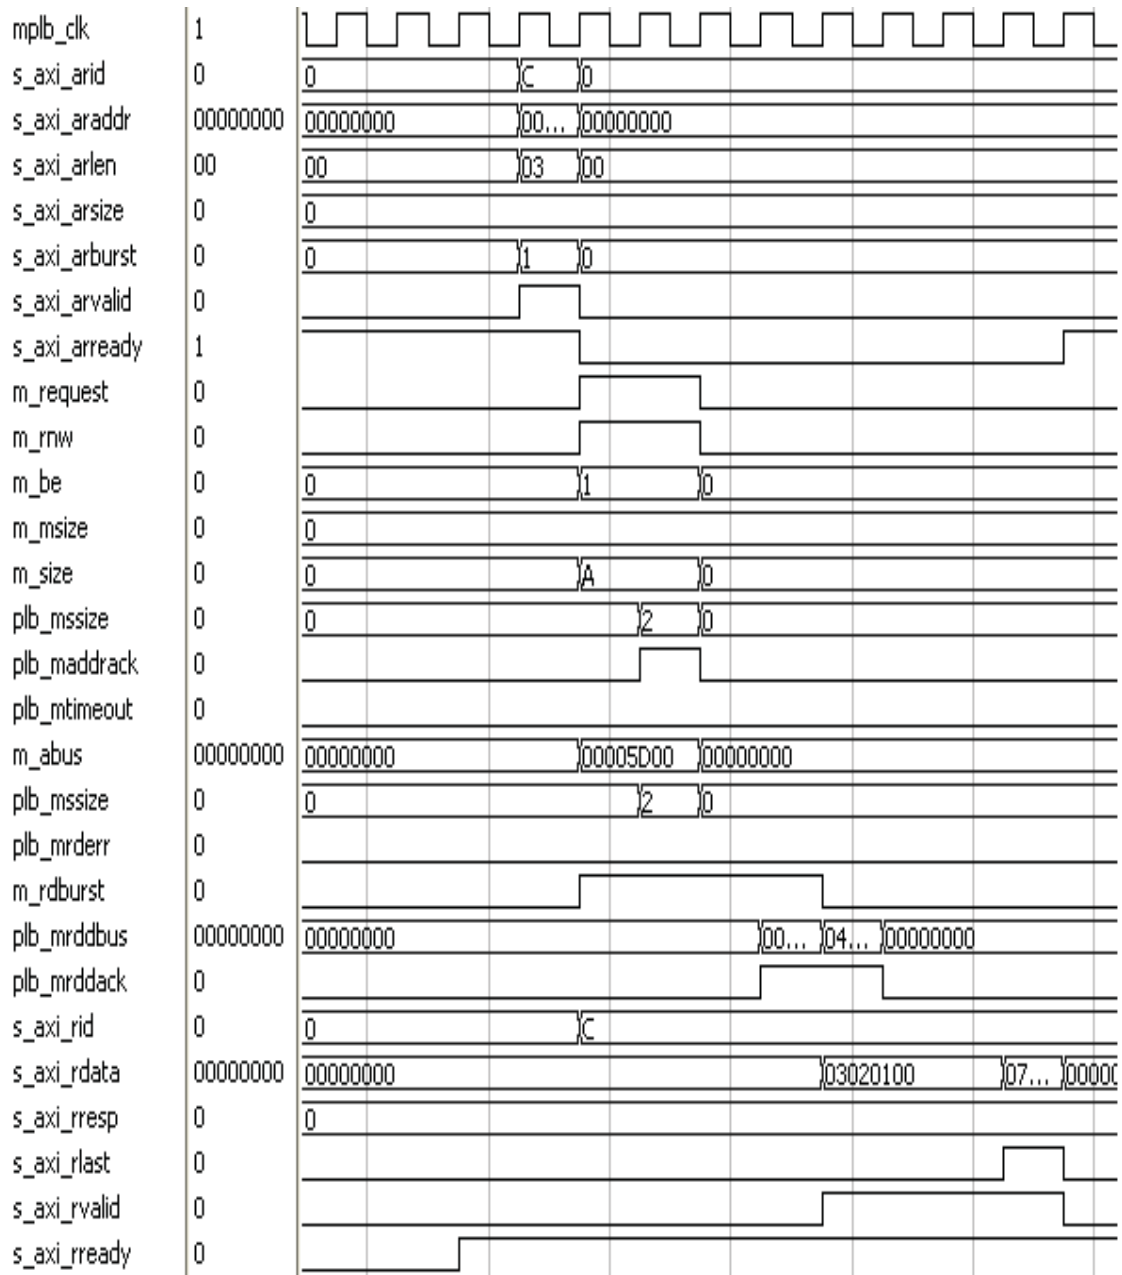 mplb_clk 1
s_axi_arid 0 0 C 0
s_axi_araddr 00000000 00000000 00... 00000000
s_axi_arlen 00 00 03 00
s_axi_arsize 0 0
s_axi_arburst 0 0 1 0
s_axi_arvalid 0
s_axi_arready 1
m_request 0
m_rnw 0
m_be 0 0 1 0
m_msize 0 0
m_size 0 0 A 0
plb_mssize 0 0 2 0
plb_maddrack 0
plb_mtimeout 0
m_abus 00000000 00000000 00005D00 00000000
plb_mssize 0 0 2 0
plb_mrderr 0
m_rdburst 0
plb_mrddbus 00000000 00000000 00... 04... 00000000
plb_mrddack 0
s_axi_rid 0 0 C
s_axi_rdata 00000000 00000000 03020100 07... 00000
s_axi_rresp 0 0
s_axi_rlast 0
s_axi_rvalid 0
s_axi_rready 0